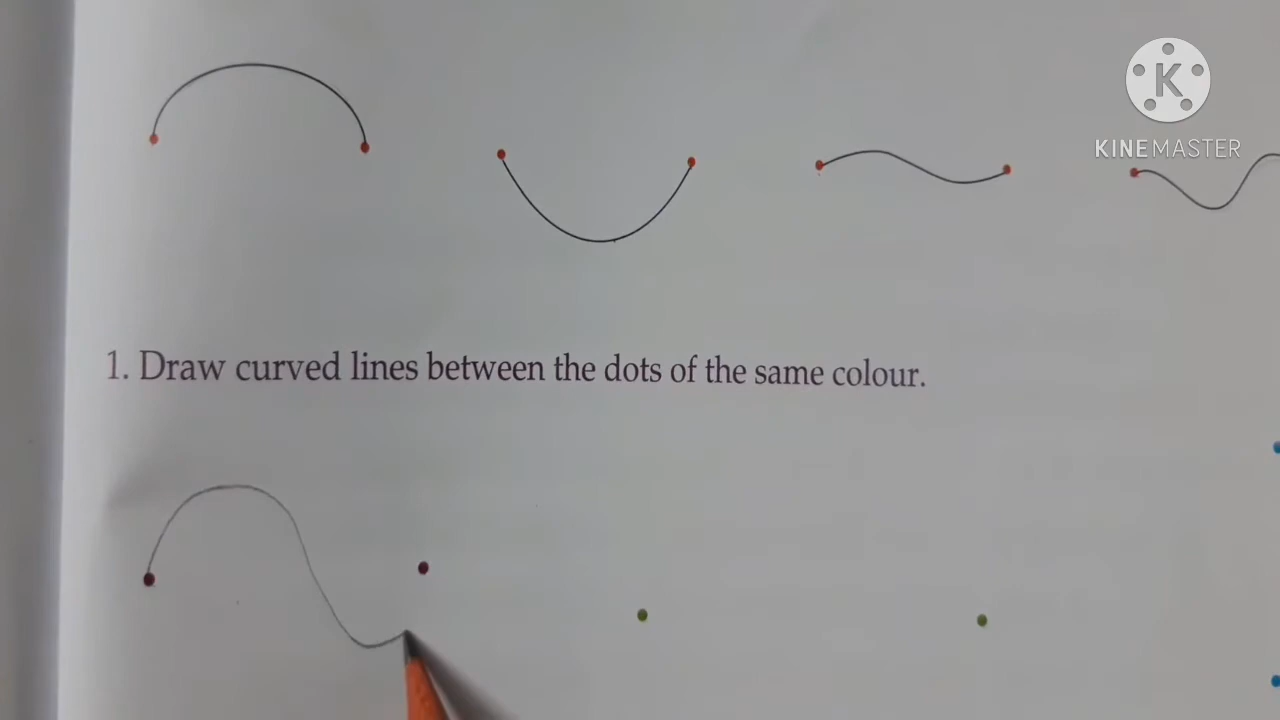 K
KINEMASTER
1. Draw curved lines between the dots of the same colour.